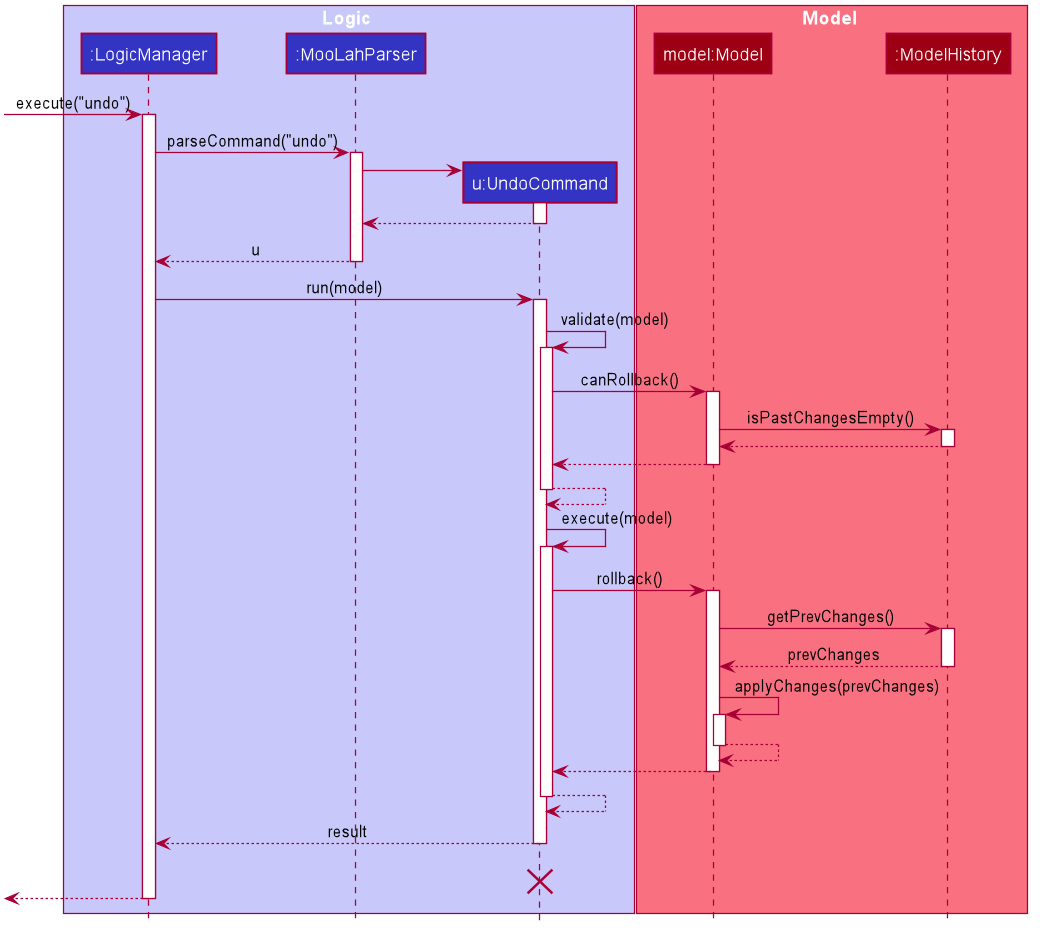 Logic
Model
:LogicManager
:MooLahParser
model:Model
:ModelHistory
execute("undo")
parseCommand("undo")
u:UndoCommand
u
run(model)
validate(model)
canRollback()
isPastChangesEmpty()
execute(model)
rollback()
getPrevChanges()
prevChanges
applyChanges(prevChanges)
result